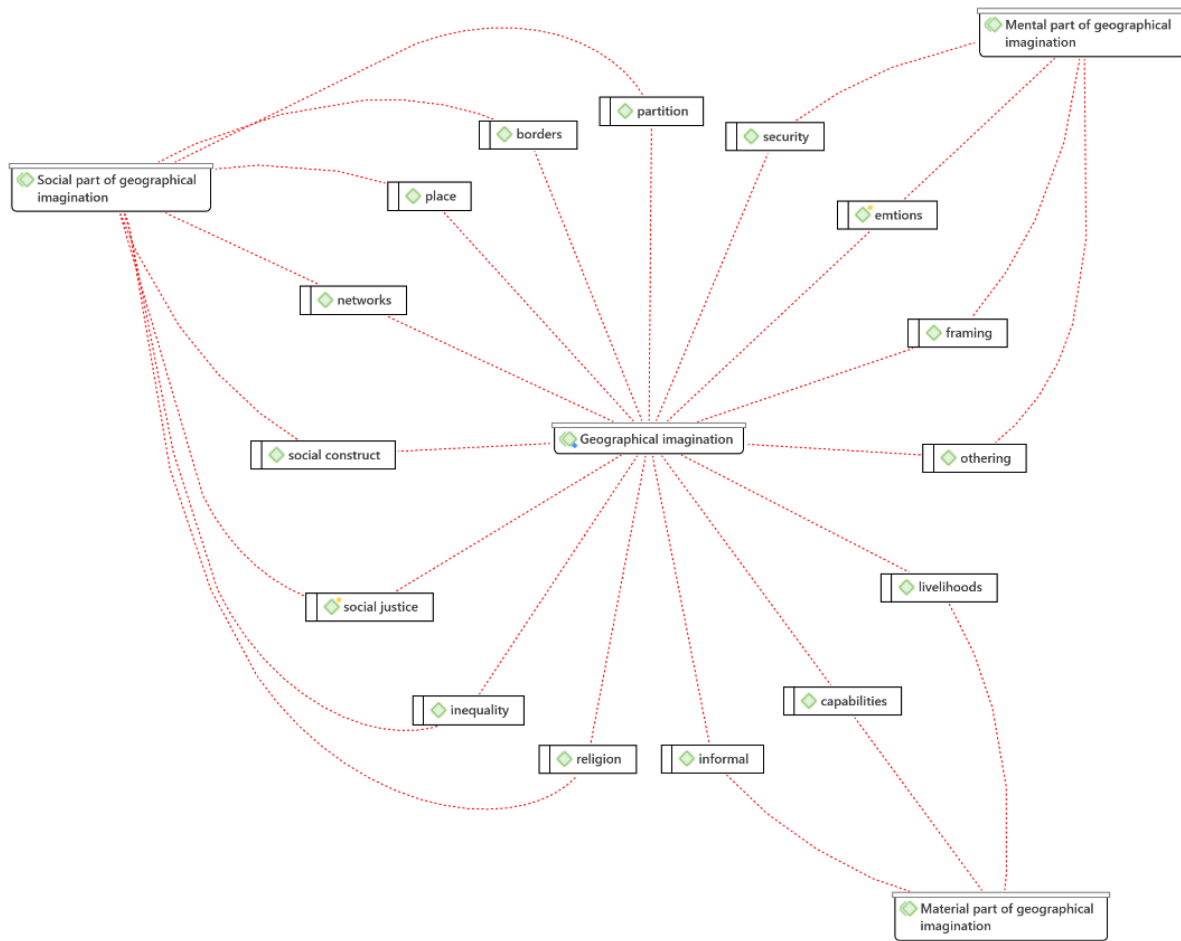 Mental part of geographical
imagination
partition
borders
security
Social part of geographical
imagination
place
emtions
networks
framing
Geographical imagination
social construct
othering
livelihoods
social justice
capabilities
inequality
religion
informal
Material part of geographical
imagination